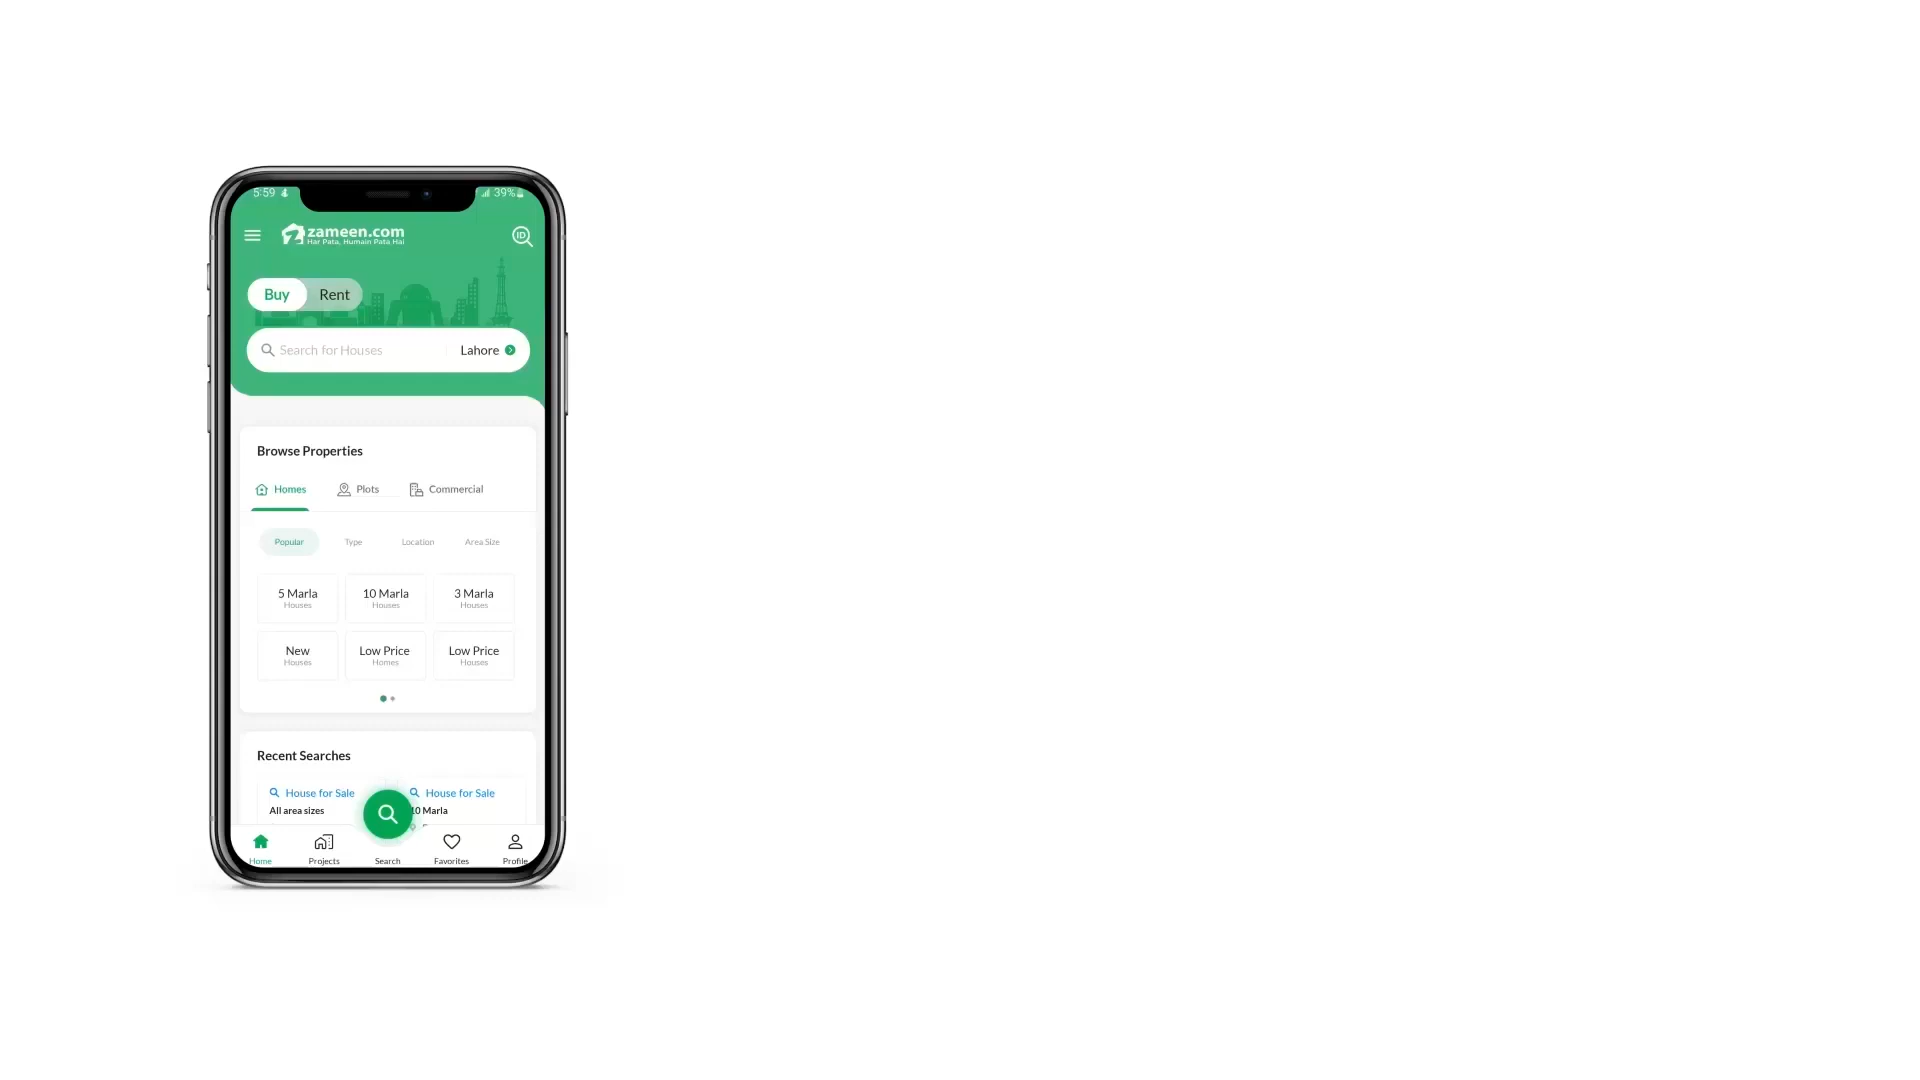 5:59
39%
zameen.com
Har Pata, Humain Pata Hai
ID
Buy Rent
Search for Houses Lahore
Browse Properties
Homes Plots Commercial
Popular Type Location Area Size
5 Marla 10 Marla 3 Marla
Houses Houses Houses
New Low Price Low Price
Houses Homes Houses
Recent Searches
House for Sale House for Sale
All area sizes 10 Marla
Home Projects Search Favorites Profile